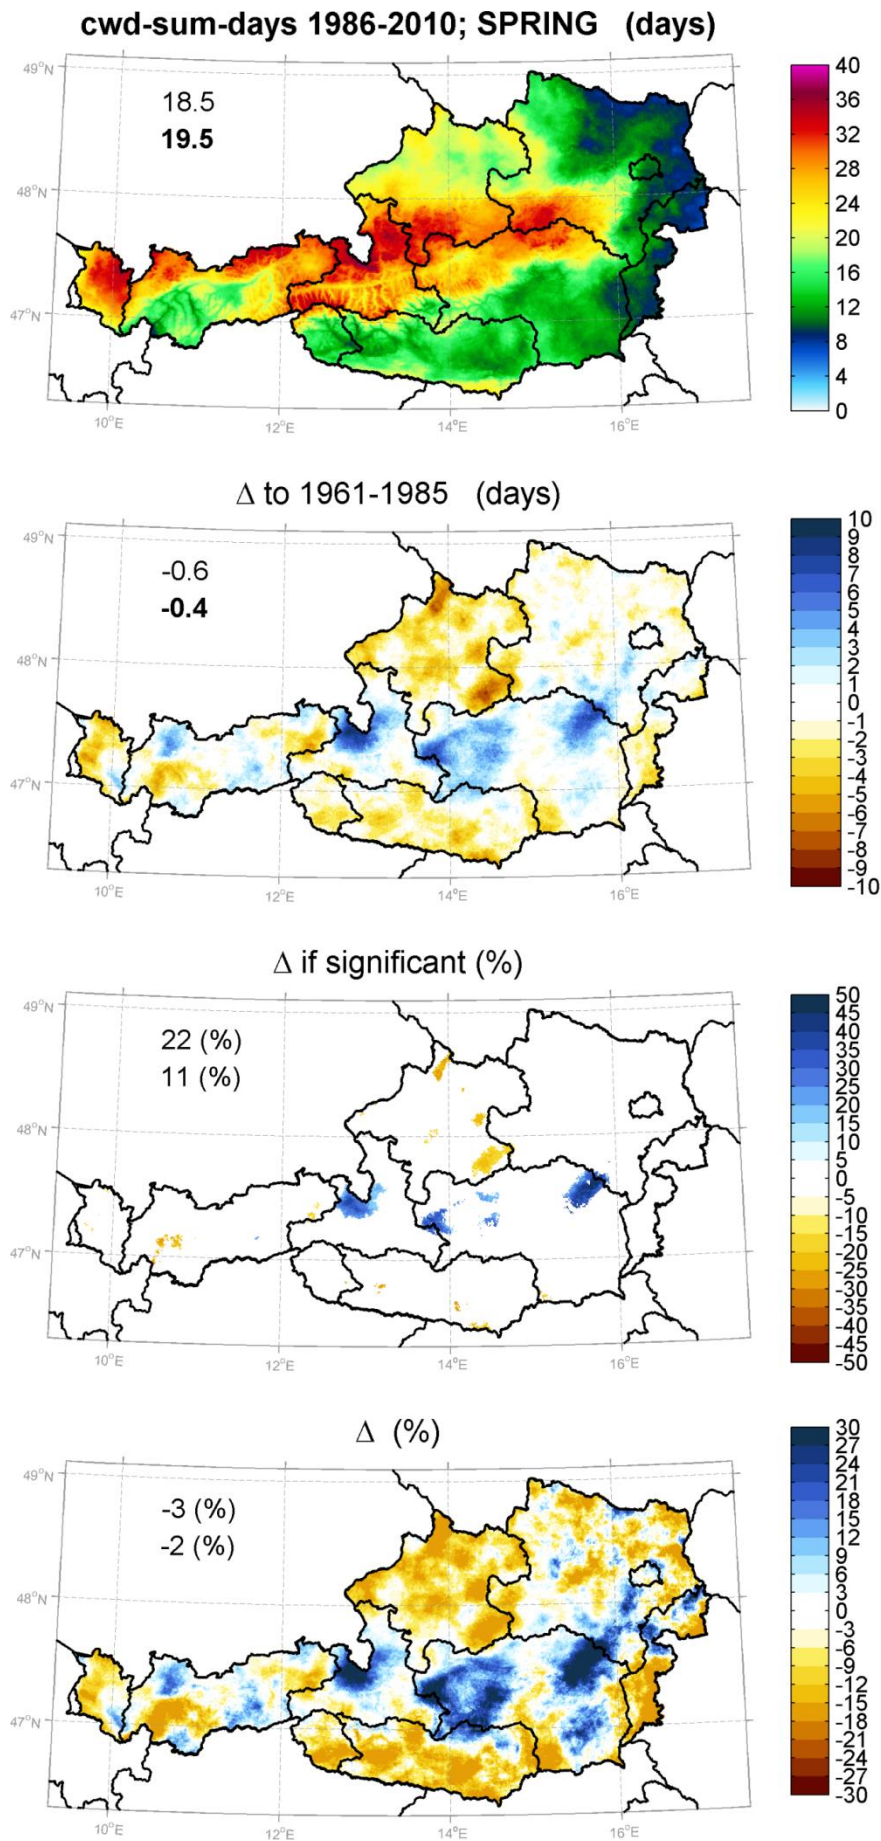 cwd-sum-days 1986-2010; SPRING (days)
49°N
48°N
47°N
18.5
19.5
10°E
12°E
14°E
16°E
40
36
32
28
24
20
16
12
8
4
0
Δ to 1961-1985 (days)
49°N
48°N
47°N
-0.6
-0.4
10°E
12°E
14°E
16°E
10
9
8
7
6
5
4
3
2
1
0
-1
-2
-3
-4
-5
-6
-7
-8
-9
-10
Δ if significant (%)
49°N
48°N
47°N
22 (%)
11 (%)
10°E
12°E
14°E
16°E
50
45
40
35
30
25
20
15
10
5
0
-5
-10
-15
-20
-25
-30
-35
-40
-45
-50
Δ (%)
49°N
48°N
47°N
-3 (%)
-2 (%)
10°E
12°E
14°E
16°E
30
27
24
21
18
15
12
9
6
3
0
-3
-6
-9
-12
-15
-18
-21
-24
-27
-30